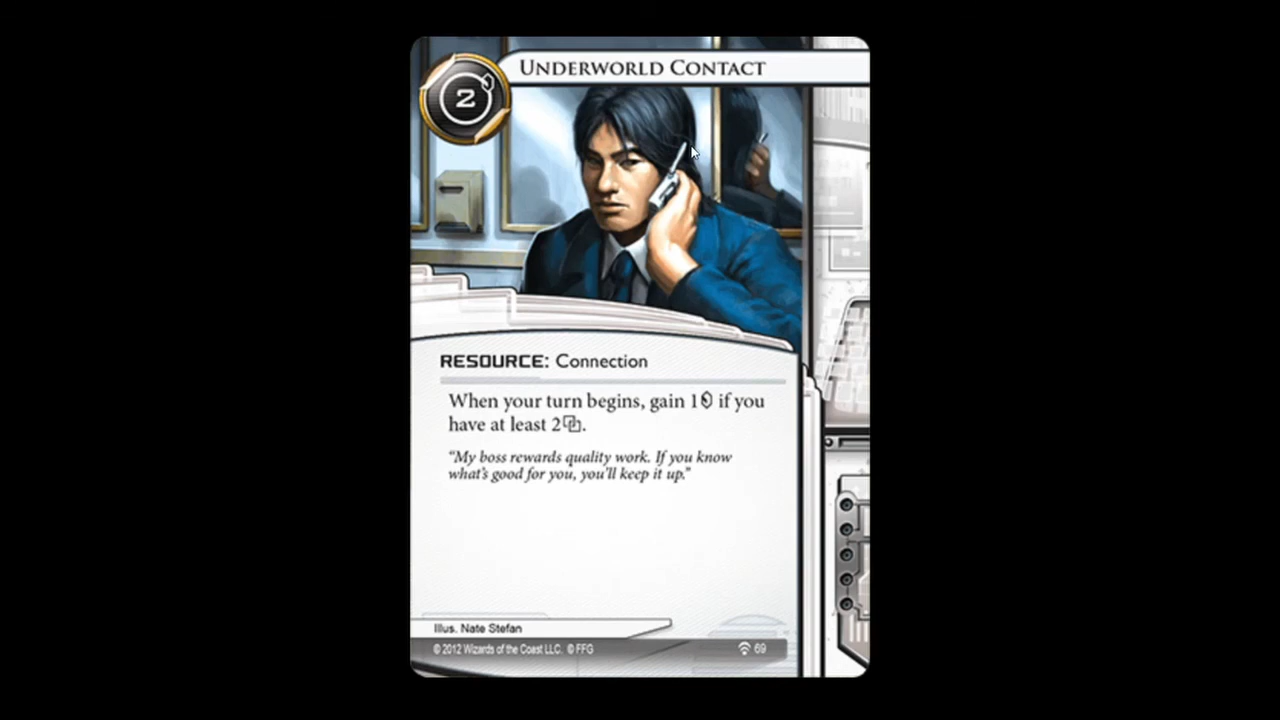 UNDERWORLD CONTACT
2
RESOURCE: Connection
When your turn begins, gain 1 if you
have at least 2.
“My boss rewards quality work. If you know
what’s good for you, you’ll keep it up.”
Illus. Nate Stefan
© 2012 Wizards of the Coast LLC. © FFG
69